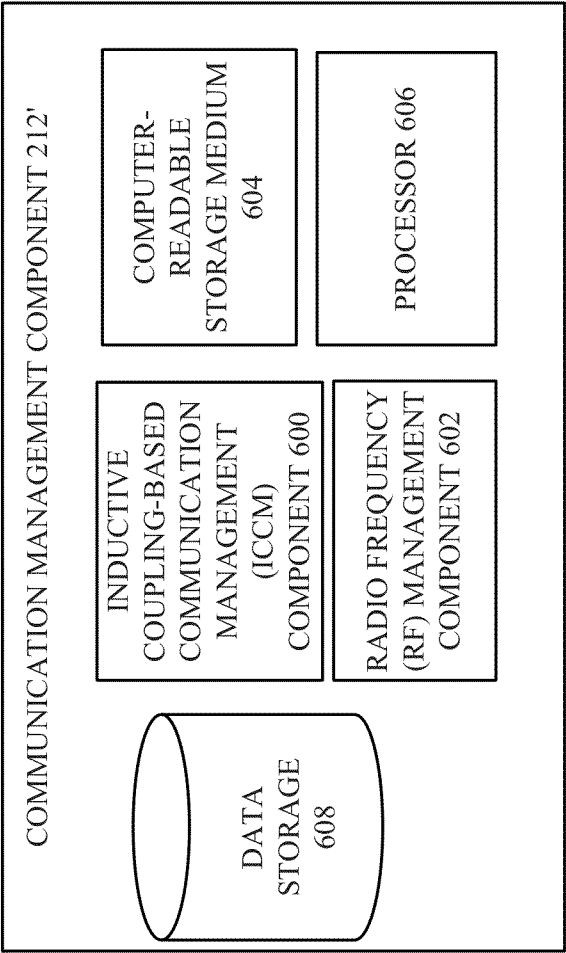 COMMUNICATION MANAGEMENT COMPONENT 212'
DATA
STORAGE
608
INDUCTIVE
COUPLING-BASED
COMMUNICATION
MANAGEMENT
(ICCM)
COMPONENT 600
COMPUTER-
READABLE
STORAGE MEDIUM
604
RADIO FREQUENCY
(RF) MANAGEMENT
COMPONENT 602
PROCESSOR 606